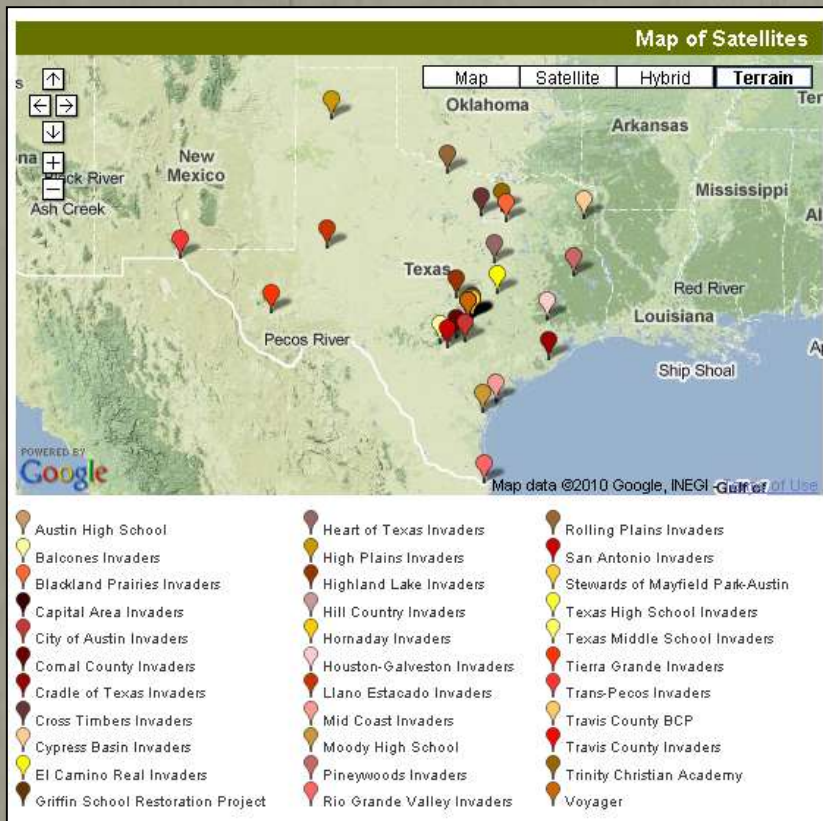 Map of Satellites
Map Satellite Hybrid Terrain
Oklahoma
Arkansas
New
Mexico
River
Ash Creek
Mississippi
Texas
Red River
Louisiana
Pecos River
Ship Shoal
POWERED BY
Google
Map data ©2010 Google, INEGI - Terms of Use
Gulf of
Austin High School
Balcones Invaders
Blackland Prairies Invaders
Capital Area Invaders
City of Austin Invaders
Comal County Invaders
Cradle of Texas Invaders
Cross Timbers Invaders
Cypress Basin Invaders
El Camino Real Invaders
Griffin School Restoration Project
Heart of Texas Invaders
High Plains Invaders
Highland Lake Invaders
Hill Country Invaders
Hornaday Invaders
Houston-Galveston Invaders
Llano Estacado Invaders
Mid Coast Invaders
Moody High School
Pineywoods Invaders
Rio Grande Valley Invaders
Rolling Plains Invaders
San Antonio Invaders
Stewards of Mayfield Park-Austin
Texas High School Invaders
Texas Middle School Invaders
Tierra Grande Invaders
Trans-Pecos Invaders
Travis County BCP
Travis County Invaders
Trinity Christian Academy
Voyager